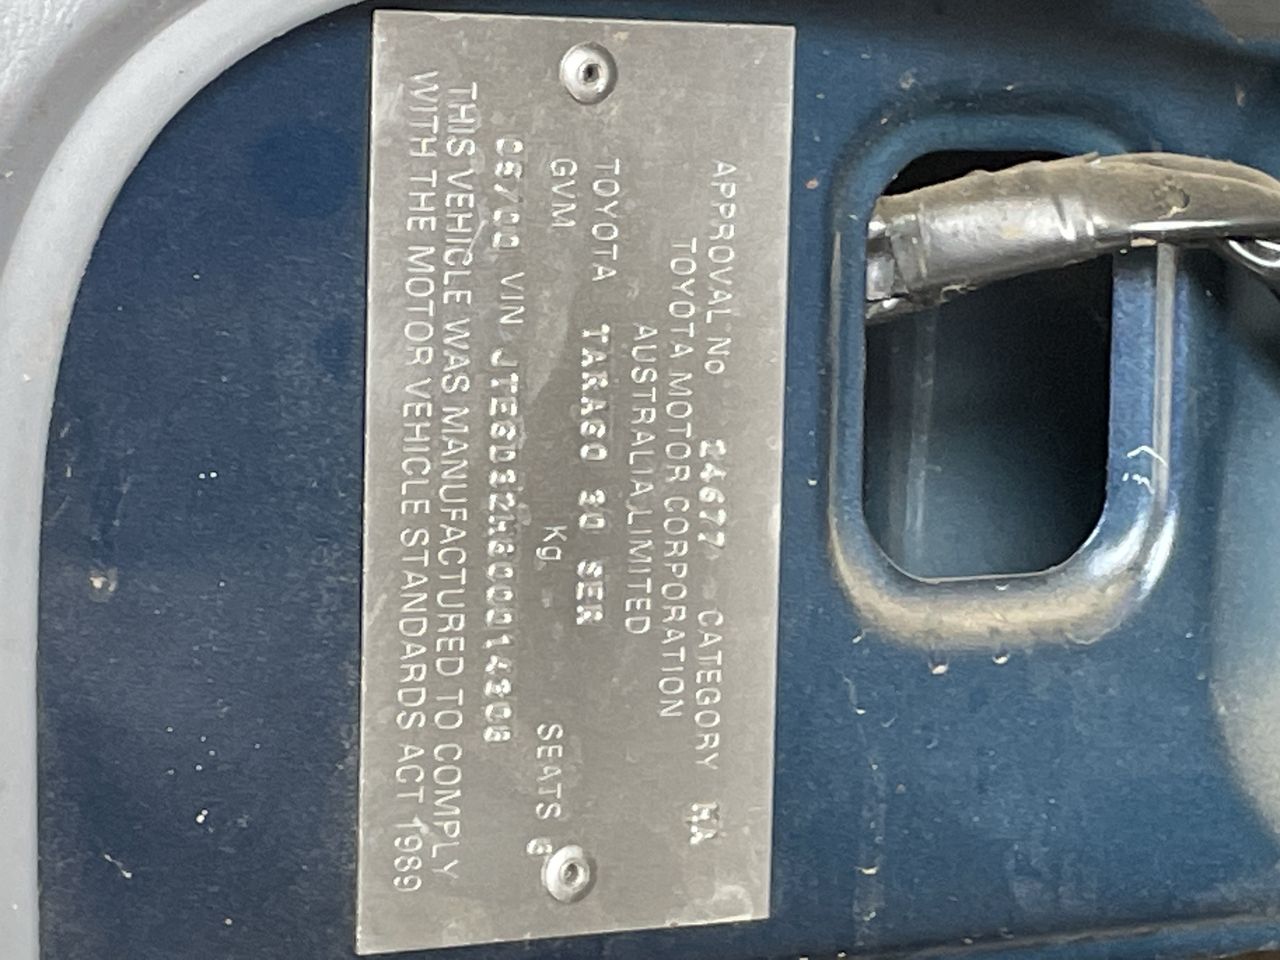 APPROVAL No 24677 CATEGORY MA
TOYOTA MOTOR CORPORATION
AUSTRALIA LIMITED
TOYOTA TARAGO 30 SER
GVM Kg - SEATS
VIN
THIS VEHICLE WAS MANUFACTURED TO COMPLY
WITH THE MOTOR VEHICLE STANDARDS ACT 1989